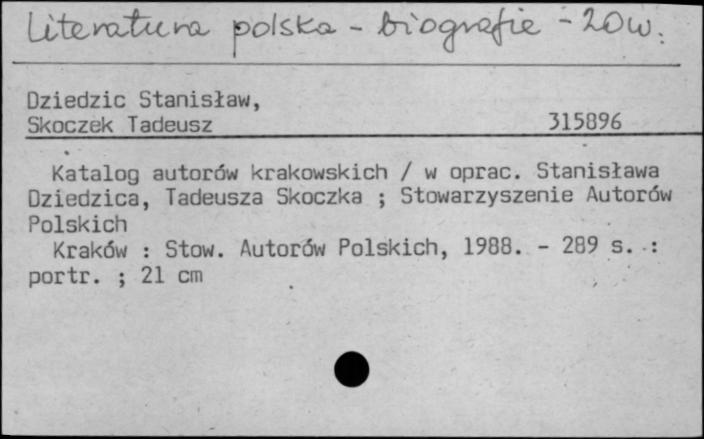 Literatura polska - biografie - 20 w.
Dziedzic Stanisław,
Skoczek Tadeusz 315896
Katalog autorów krakowskich / w oprac. Stanisława
Dziedzica, Tadeusza Skoczka ; Stowarzyszenie Autorów
Polskich
Kraków : Stow. Autorów Polskich, 1988. - 289 s. :
portr. ; 21 cm